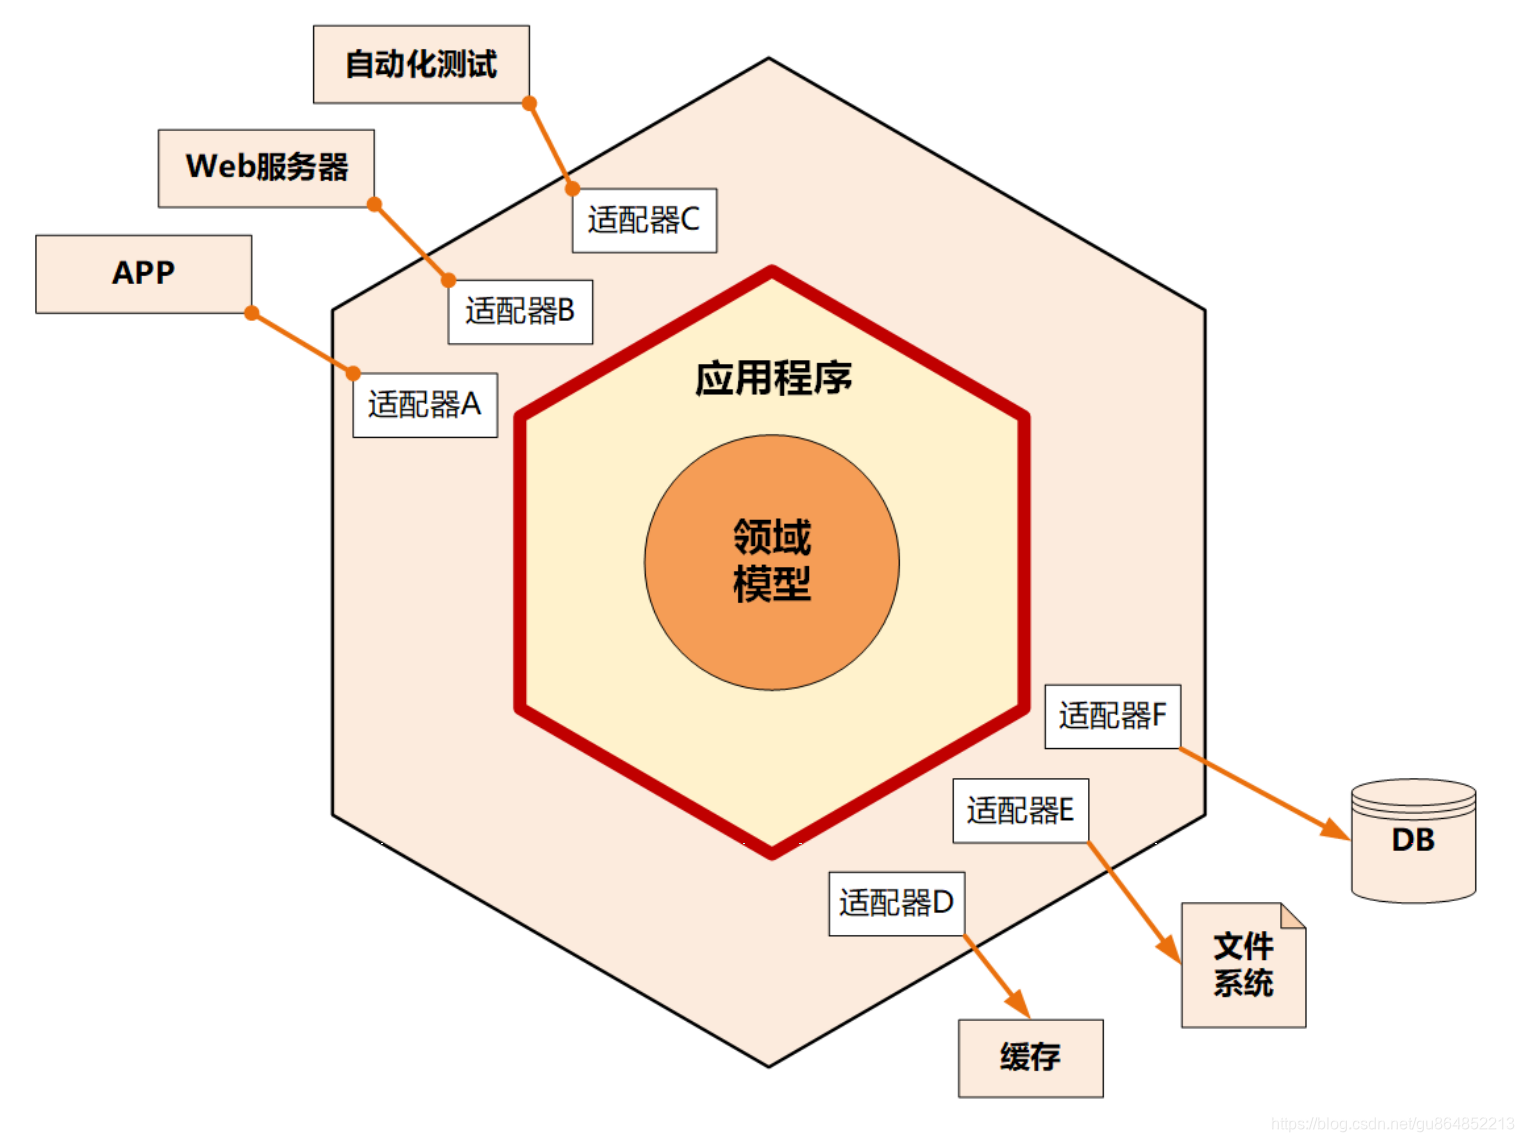 自动化测试
Web服务器
适配器C
APP
适配器B
应用程序
适配器A
领域
模型
适配器F
适配器E
DB
适配器D
文件
系统
缓存
https://blog.csdn.net/gu864852213